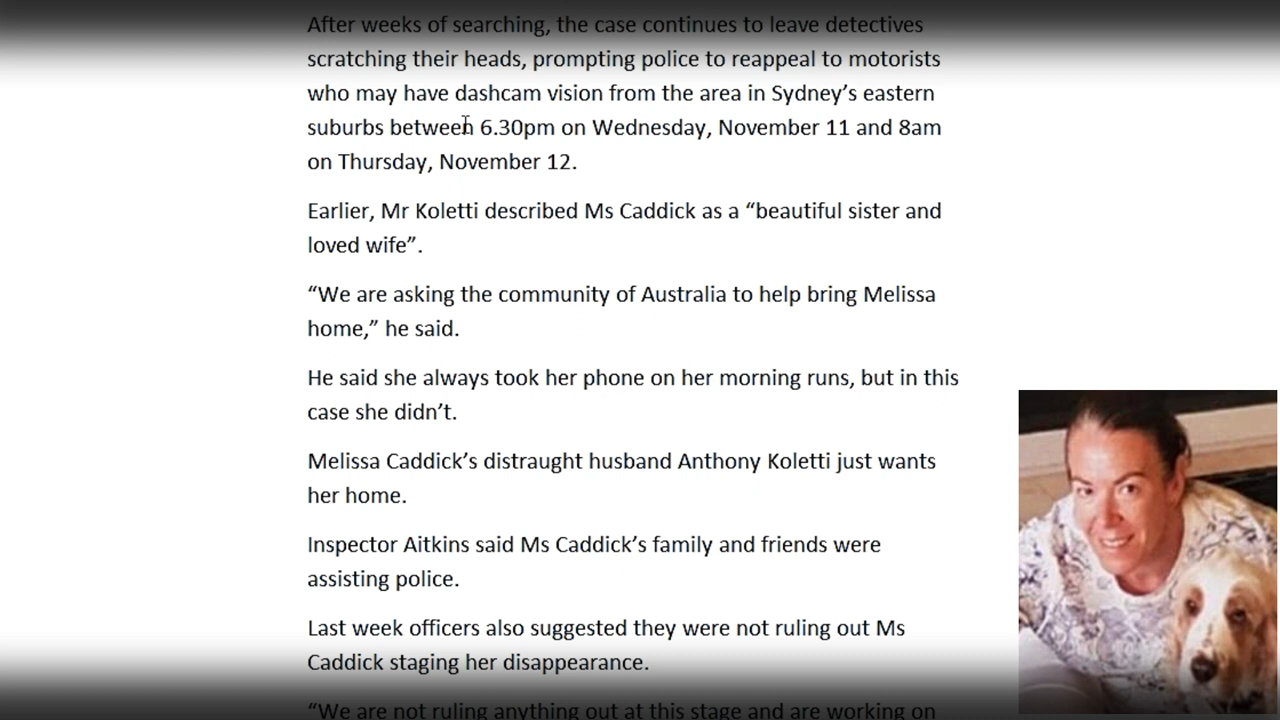 After weeks of searching, the case continues to leave detectives
scratching their heads, prompting police to reappeal to motorists
who may have dashcam vision from the area in Sydney’s eastern
suburbs between 6.30pm on Wednesday, November 11 and 8am
on Thursday, November 12.
Earlier, Mr Koletti described Ms Caddick as a “beautiful sister and
loved wife”.
“We are asking the community of Australia to help bring Melissa
home,” he said.
He said she always took her phone on her morning runs, but in this
case she didn’t.
Melissa Caddick’s distraught husband Anthony Koletti just wants
her home.
Inspector Aitkins said Ms Caddick’s family and friends were
assisting police.
Last week officers also suggested they were not ruling out Ms
Caddick staging her disappearance.
“We are not ruling anything out at this stage and are working on